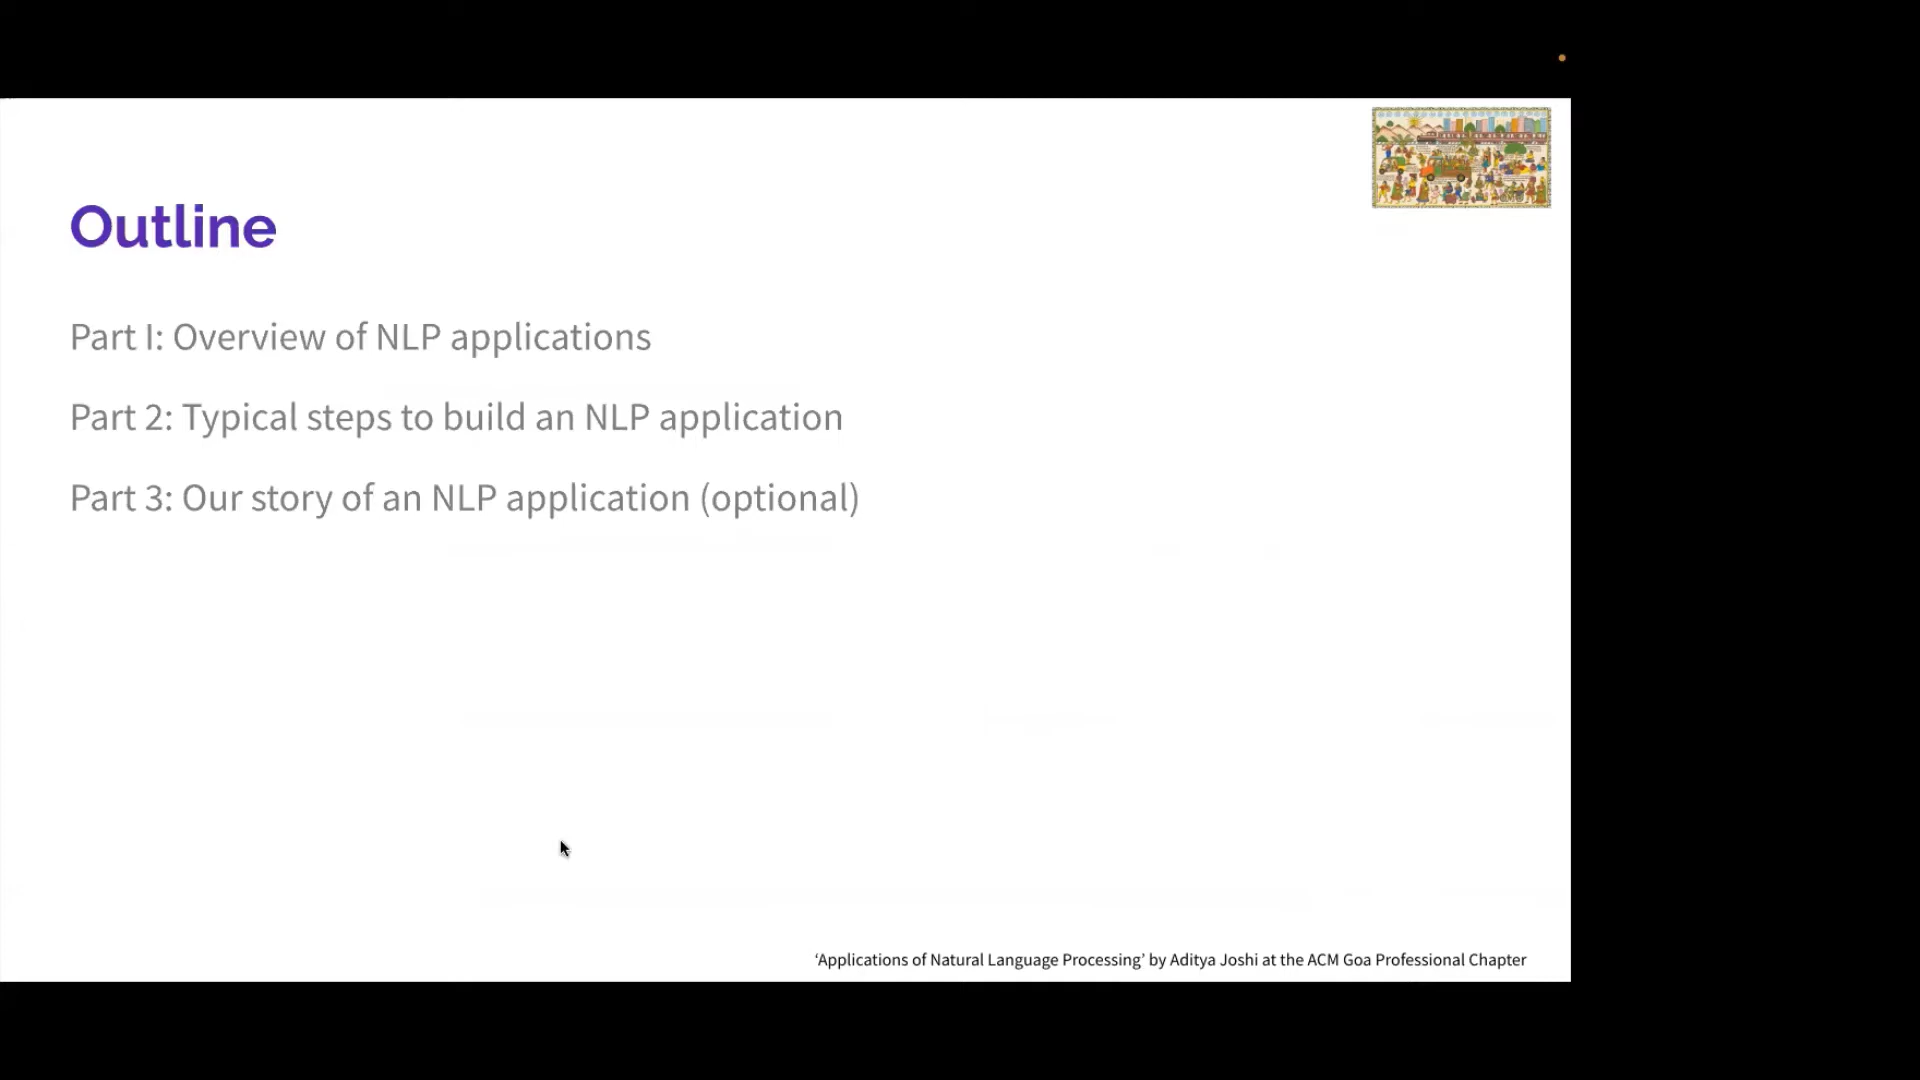 Outline
Part I: Overview of NLP applications
Part 2: Typical steps to build an NLP application
Part 3: Our story of an NLP application (optional)
‘Applications of Natural Language Processing’ by Aditya Joshi at the ACM Goa Professional Chapter